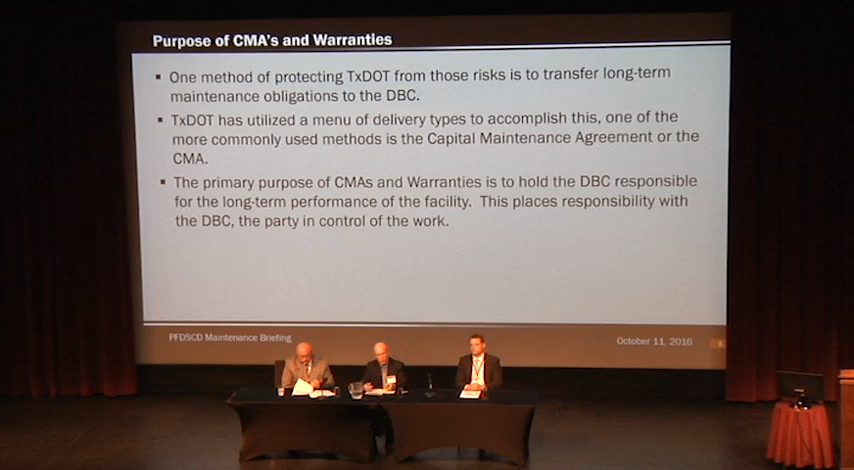 Purpose of CMA's and Warranties
▪ One method of protecting TxDOT from those risks is to transfer long-term
maintenance obligations to the DBC.
▪ TxDOT has utilized a menu of delivery types to accomplish this, one of the
more commonly used methods is the Capital Maintenance Agreement or the
CMA.
▪ The primary purpose of CMAs and Warranties is to hold the DBC responsible
for the long-term performance of the facility.  This places responsibility with
the DBC, the party in control of the work.
PFDSCD Maintenance Briefing
October 11, 2016